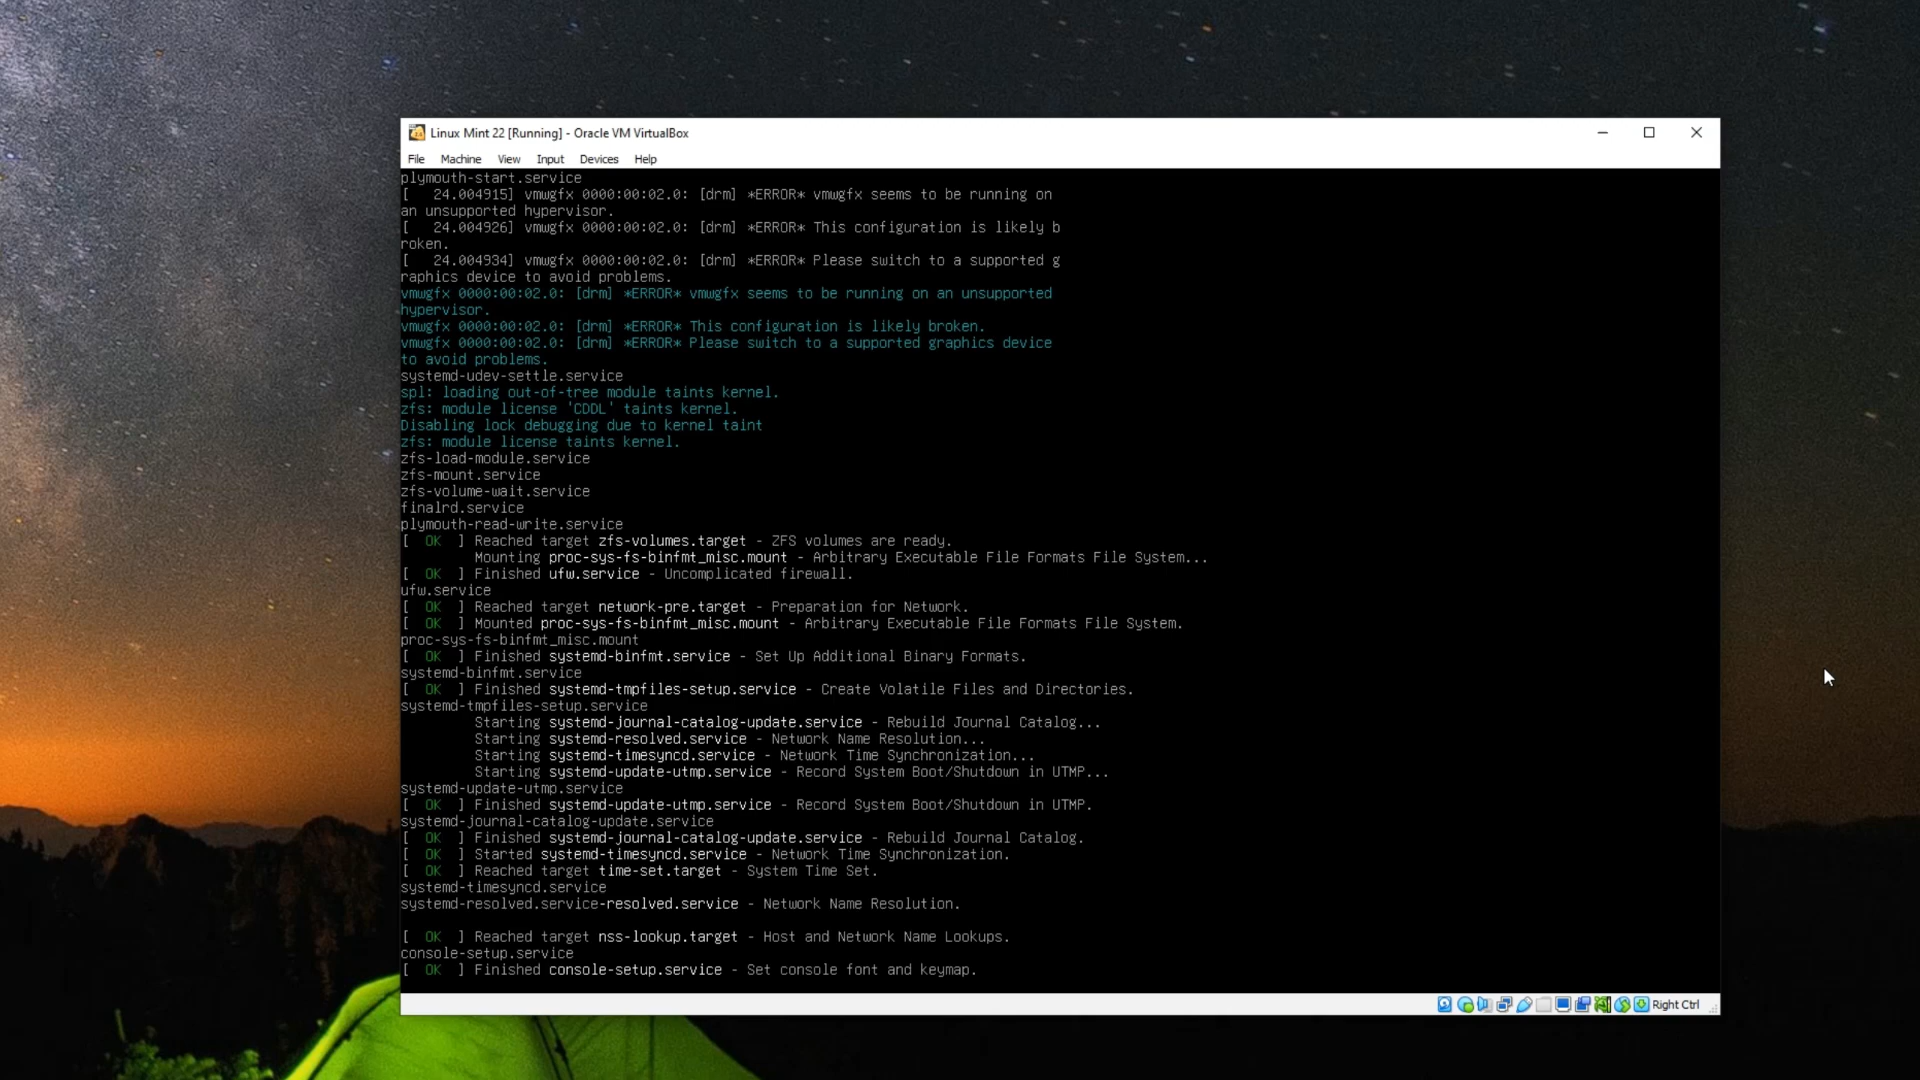 Linux Mint 22 [Running] - Oracle VM VirtualBox
File Machine View Input Devices Help
plymouth-start.service
[   24.004915] vmwgfx 0000:00:02.0: [drm] *ERROR* vmwgfx seems to be running on
an unsupported hypervisor.
[   24.004926] vmwgfx 0000:00:02.0: [drm] *ERROR* This configuration is likely b
roken.
[   24.004934] vmwgfx 0000:00:02.0: [drm] *ERROR* Please switch to a supported g
raphics device to avoid problems.
vmwgfx 0000:00:02.0: [drm] *ERROR* vmwgfx seems to be running on an unsupported
hypervisor.
vmwgfx 0000:00:02.0: [drm] *ERROR* This configuration is likely broken.
vmwgfx 0000:00:02.0: [drm] *ERROR* Please switch to a supported graphics device
to avoid problems.
systemd-udev-settle.service
spl: loading out-of-tree module taints kernel.
zfs: module license 'CDDL' taints kernel.
Disabling lock debugging due to kernel taint
zfs: module license taints kernel.
zfs-load-module.service
zfs-mount.service
zfs-volume-wait.service
finalrd.service
plymouth-read-write.service
[  OK  ] Reached target zfs-volumes.target - ZFS volumes are ready.
         Mounting proc-sys-fs-binfmt_misc.mount - Arbitrary Executable File Formats File System...
[  OK  ] Finished ufw.service - Uncomplicated firewall.
ufw.service
[  OK  ] Reached target network-pre.target - Preparation for Network.
[  OK  ] Mounted proc-sys-fs-binfmt_misc.mount - Arbitrary Executable File Formats File System.
proc-sys-fs-binfmt_misc.mount
[  OK  ] Finished systemd-binfmt.service - Set Up Additional Binary Formats.
systemd-binfmt.service
[  OK  ] Finished systemd-tmpfiles-setup.service - Create Volatile Files and Directories.
systemd-tmpfiles-setup.service
         Starting systemd-journal-catalog-update.service - Rebuild Journal Catalog...
         Starting systemd-resolved.service - Network Name Resolution...
         Starting systemd-timesyncd.service - Network Time Synchronization...
         Starting systemd-update-utmp.service - Record System Boot/Shutdown in UTMP...
systemd-update-utmp.service
[  OK  ] Finished systemd-update-utmp.service - Record System Boot/Shutdown in UTMP.
systemd-journal-catalog-update.service
[  OK  ] Finished systemd-journal-catalog-update.service - Rebuild Journal Catalog.
[  OK  ] Started systemd-timesyncd.service - Network Time Synchronization.
[  OK  ] Reached target time-set.target - System Time Set.
systemd-timesyncd.service
systemd-resolved.service-resolved.service - Network Name Resolution.
[  OK  ] Reached target nss-lookup.target - Host and Network Name Lookups.
console-setup.service
[  OK  ] Finished console-setup.service - Set console font and keymap.
Right Ctrl